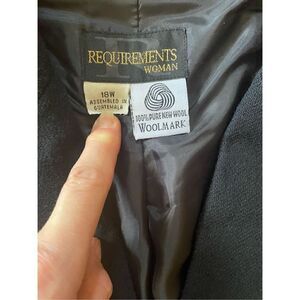 REQUIREMENTS
WOMAN
18W
ASSEMBLED IN
GUATEMALA
100% PURE NEW WOOL
WOOLMARK